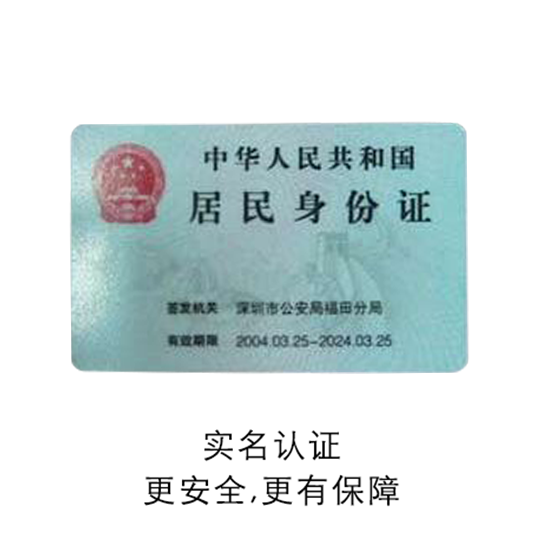 中华人民共和国
居民身份证
签发机关 深圳市公安局福田分局
有效期限 2004.03.25-2024.03.25
实名认证
更安全,更有保障